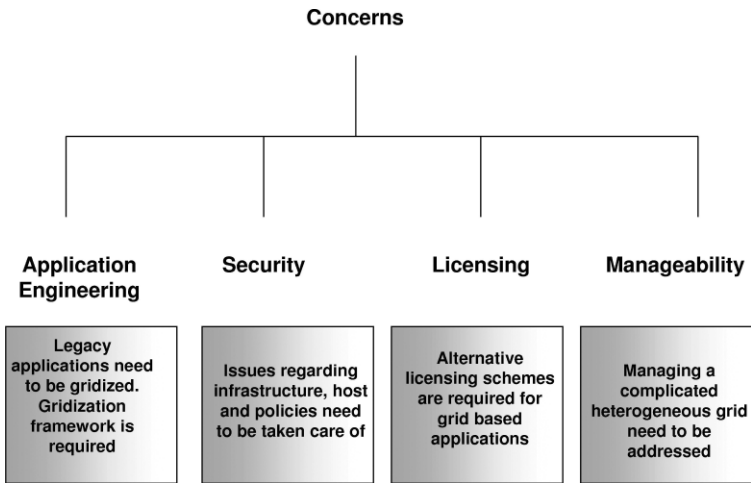 Concerns
Application
Engineering
Security
Licensing
Manageability
Legacy
applications need
to be gridized.
Gridization
framework is
required
Issues regarding
infrastructure, host
and policies need
to be taken care of
Alternative
licensing schemes
are required for
grid based
applications
Managing a
complicated
heterogeneous grid
need to be
addressed